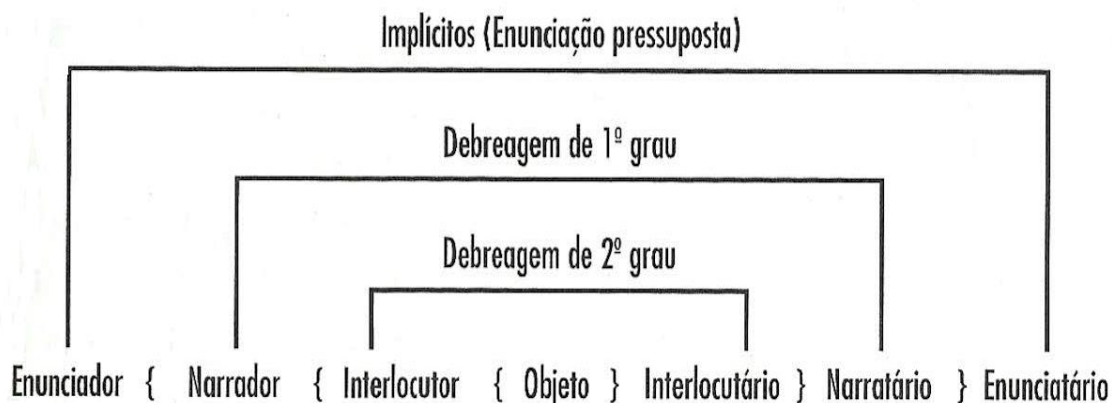 Implícitos (Enunciação pressuposta)
Debreagem de 1º grau
Debreagem de 2º grau
Enunciador { Narrador { Interlocutor { Objeto } Interlocutário } Narratário } Enunciatário